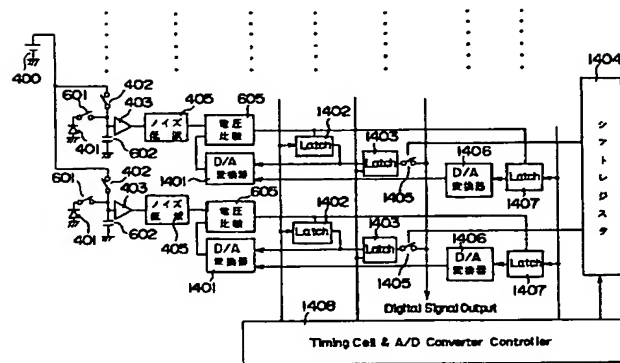 1404
400
402
601
403
405
605
1402
ノイズ
低減
電圧
比較
1403
Latch
シフトレジスタ
1406
401
602
402
D/A
変換器
Latch
D/A
変換器
Latch
1401
1405
1407
601
403
605
1402
ノイズ
低減
電圧
比較
1403
Latch
1406
401
602
405
D/A
変換器
Latch
D/A
変換器
Latch
1401
1405
1407
1408
Digital Signal Output
Timing Cell & A/D Converter Controller